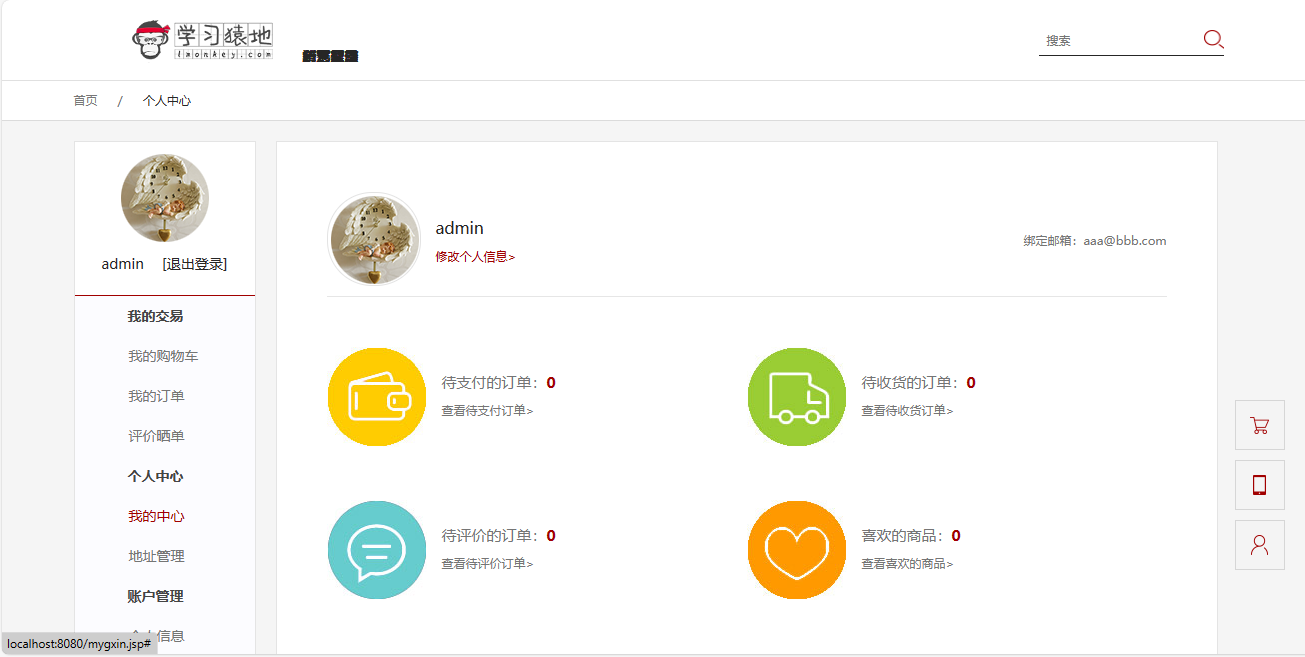 学习猿地
lmonkey.com
搜索
首页 / 个人中心
admin [退出登录]
我的交易
我的购物车
我的订单
评价晒单
个人中心
我的中心
地址管理
账户管理
个人信息
admin
修改个人信息>
绑定邮箱：aaa@bbb.com
待支付的订单：0
查看待支付订单>
待收货的订单：0
查看待收货订单>
待评价的订单：0
查看待评价订单>
喜欢的商品：0
查看喜欢的商品>
localhost:8080/mygxin.jsp#